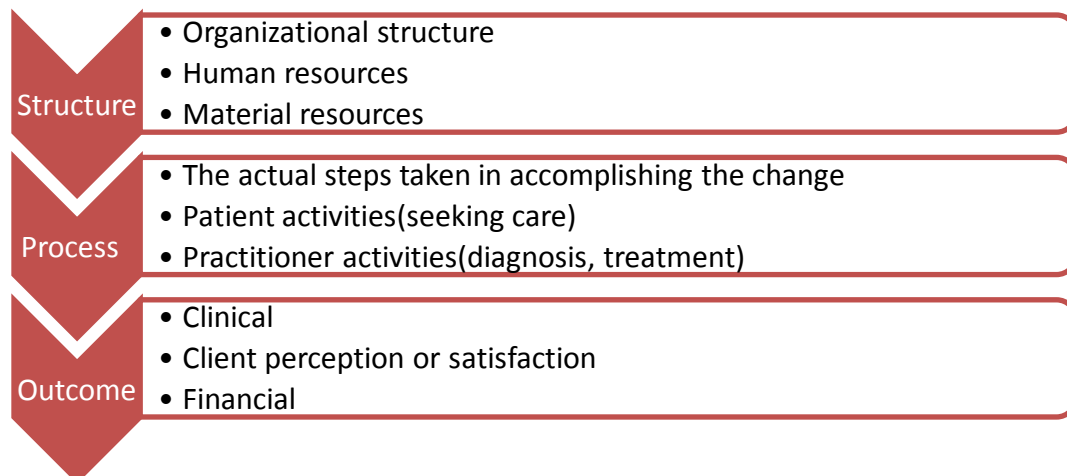 Structure
• Organizational structure
• Human resources
• Material resources
Process
• The actual steps taken in accomplishing the change
• Patient activities(seeking care)
• Practitioner activities(diagnosis, treatment)
Outcome
• Clinical
• Client perception or satisfaction
• Financial